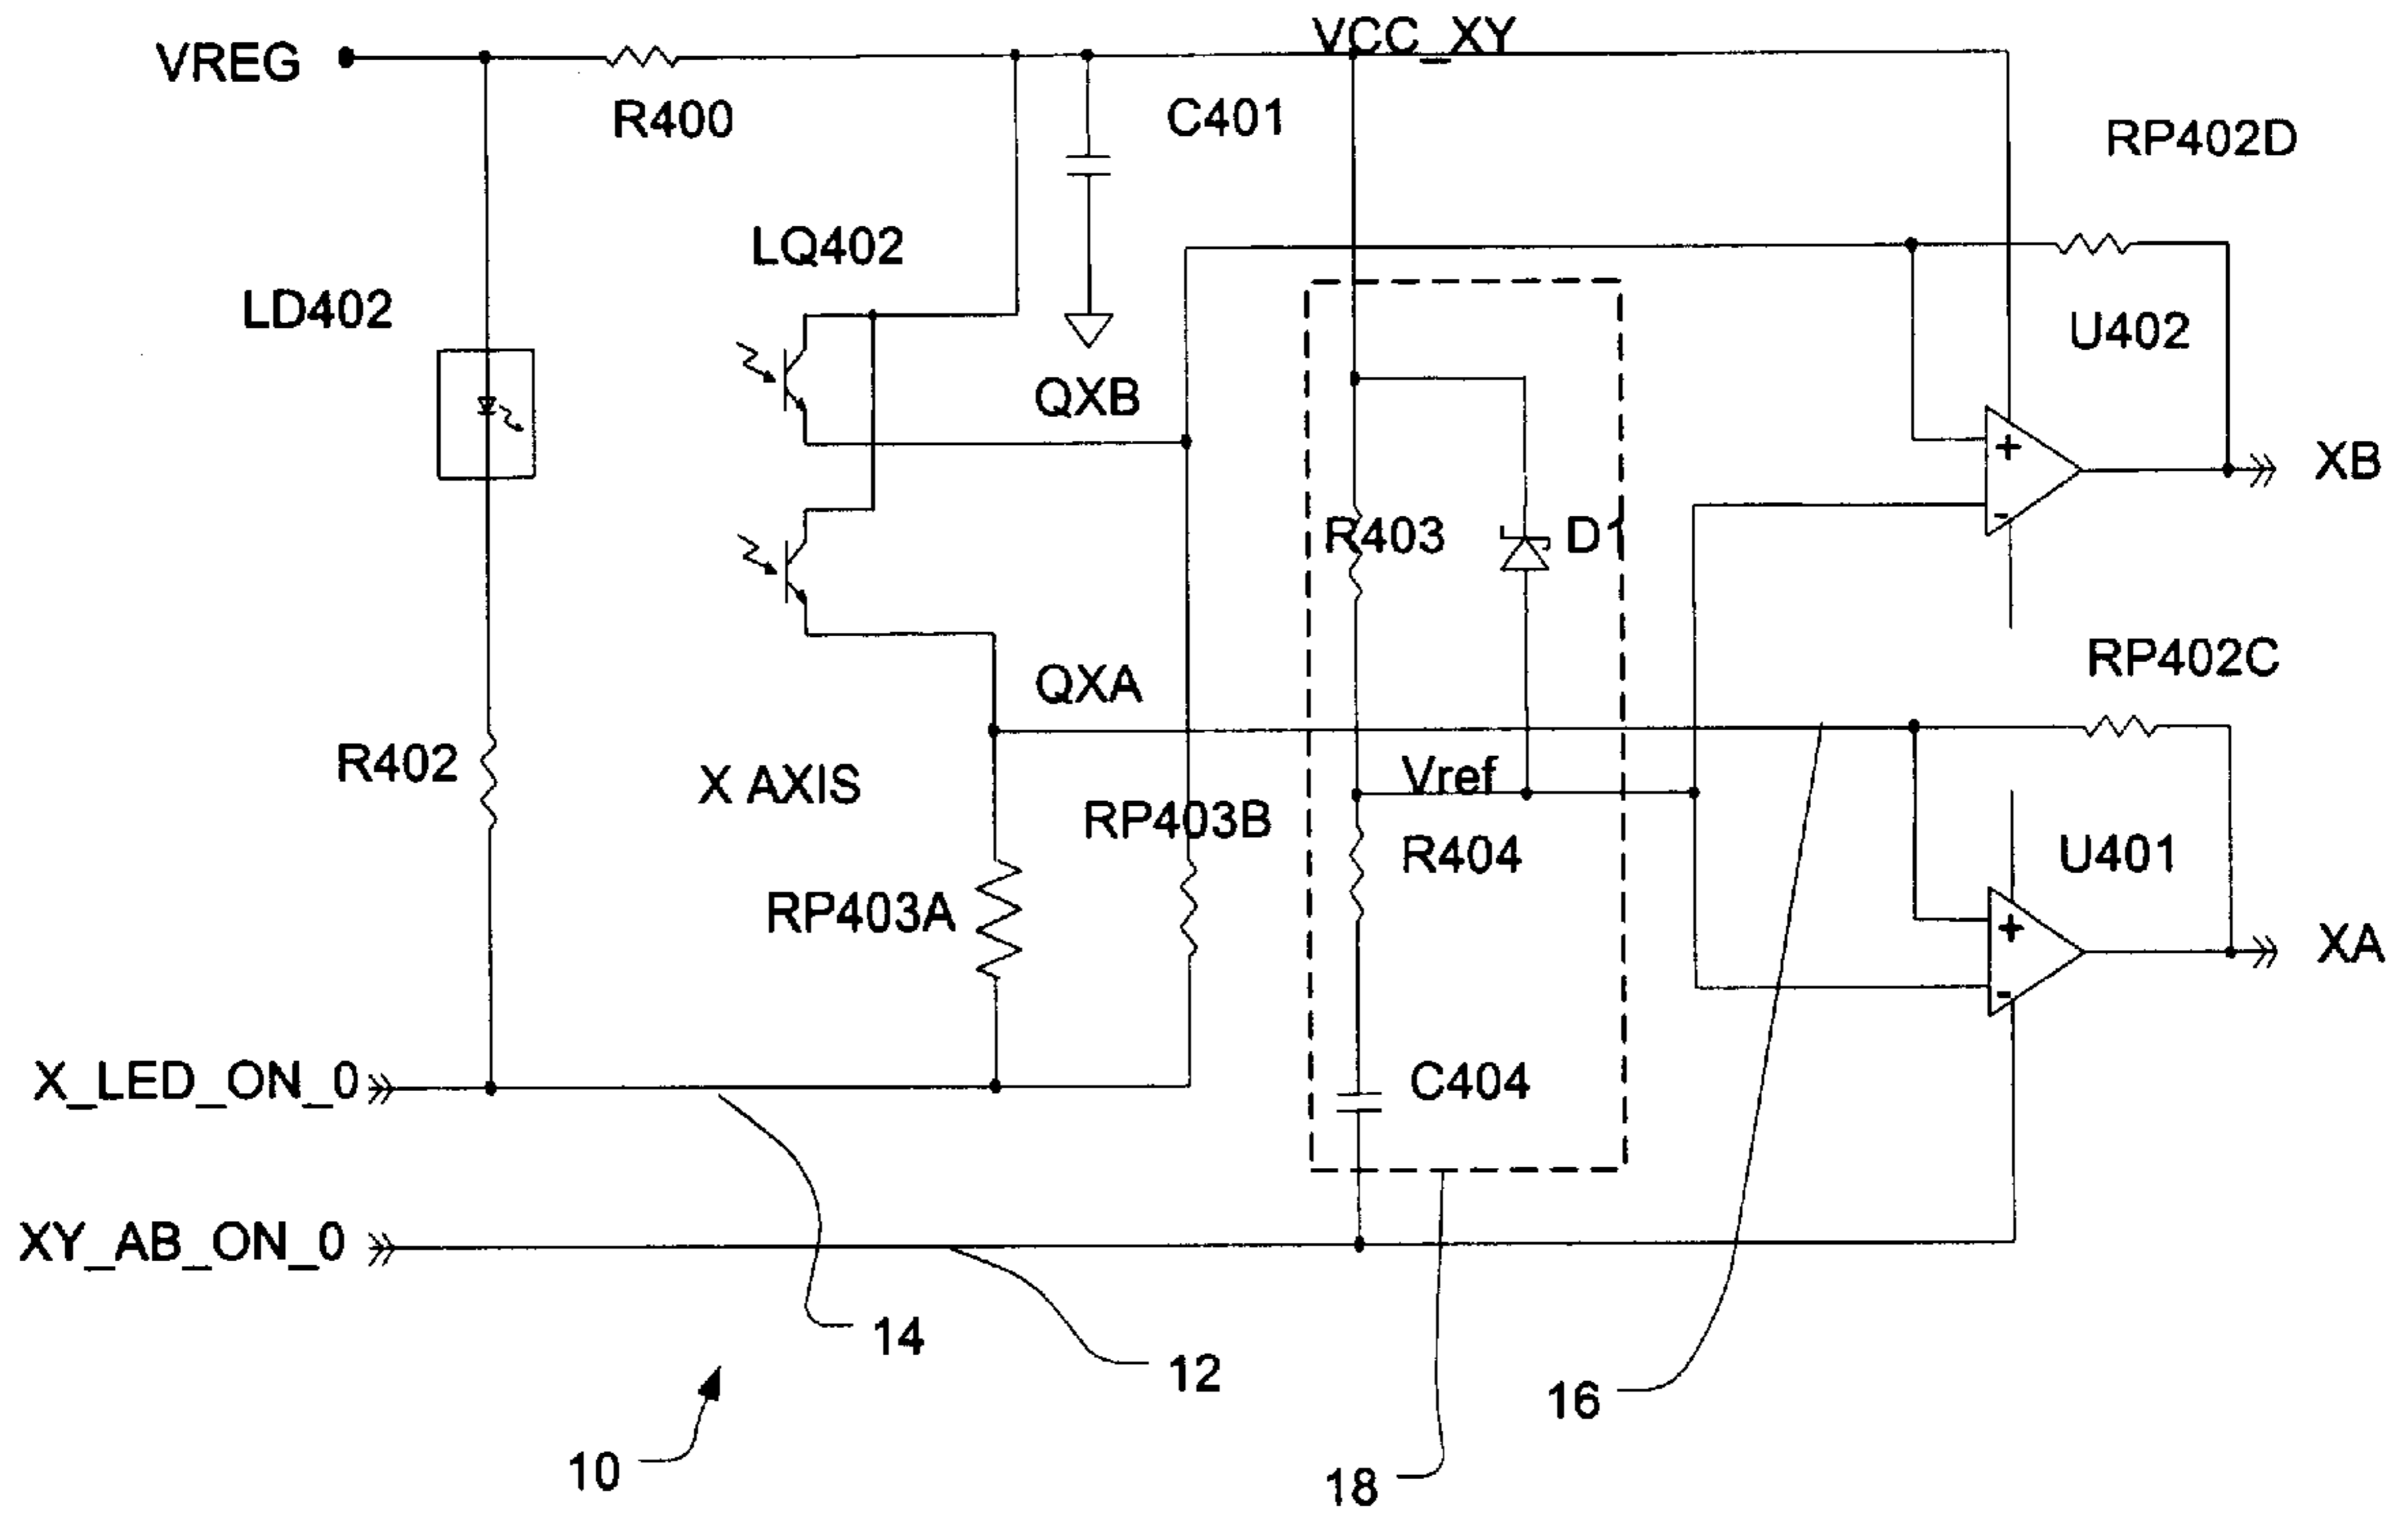 VCC_XY
VREG
R400
C401
RP402D
LQ402
LD402
U402
QXB
XB
R403
D1
RP402C
QXA
R402
X AXIS
Vref
RP403B
R404
U401
RP403A
XA
X_LED_ON_0
C404
XY_AB_ON_0
14
12
16
10
18
+
-
+
-